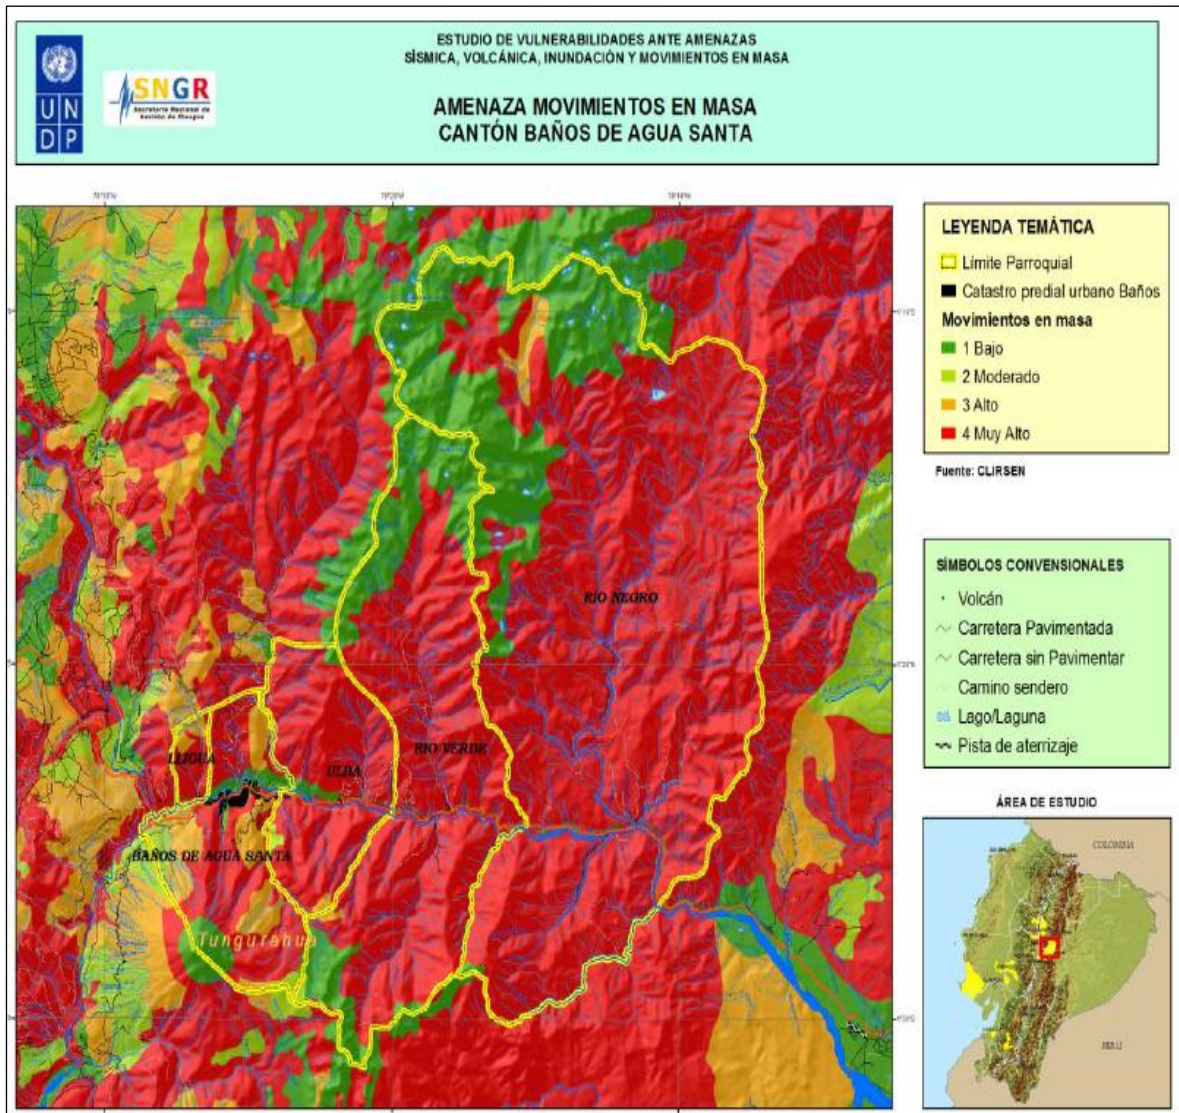 ESTUDIO DE VULNERABILIDADES ANTE AMENAZAS
SÍSMICA, VOLCÁNICA, INUNDACIÓN Y MOVIMIENTOS EN MASA
AMENAZA MOVIMIENTOS EN MASA
CANTÓN BAÑOS DE AGUA SANTA
UN
DP
SNGR
Secretaría Nacional de
Gestión de Riesgos
LEYENDA TEMÁTICA
Límite Parroquial
Catastro predial urbano Baños
Movimientos en masa
1 Bajo
2 Moderado
3 Alto
4 Muy Alto
Fuente: CLIRSEN
RIO NEGRO
LLIGUA
ULBA
RIO VERDE
BAÑOS DE AGUA SANTA
Tungurahua
SÍMBOLOS CONVENCIONALES
Volcán
Carretera Pavimentada
Carretera sin Pavimentar
Camino sendero
Lago/Laguna
Pista de aterrizaje
ÁREA DE ESTUDIO
COLOMBIA
PERU